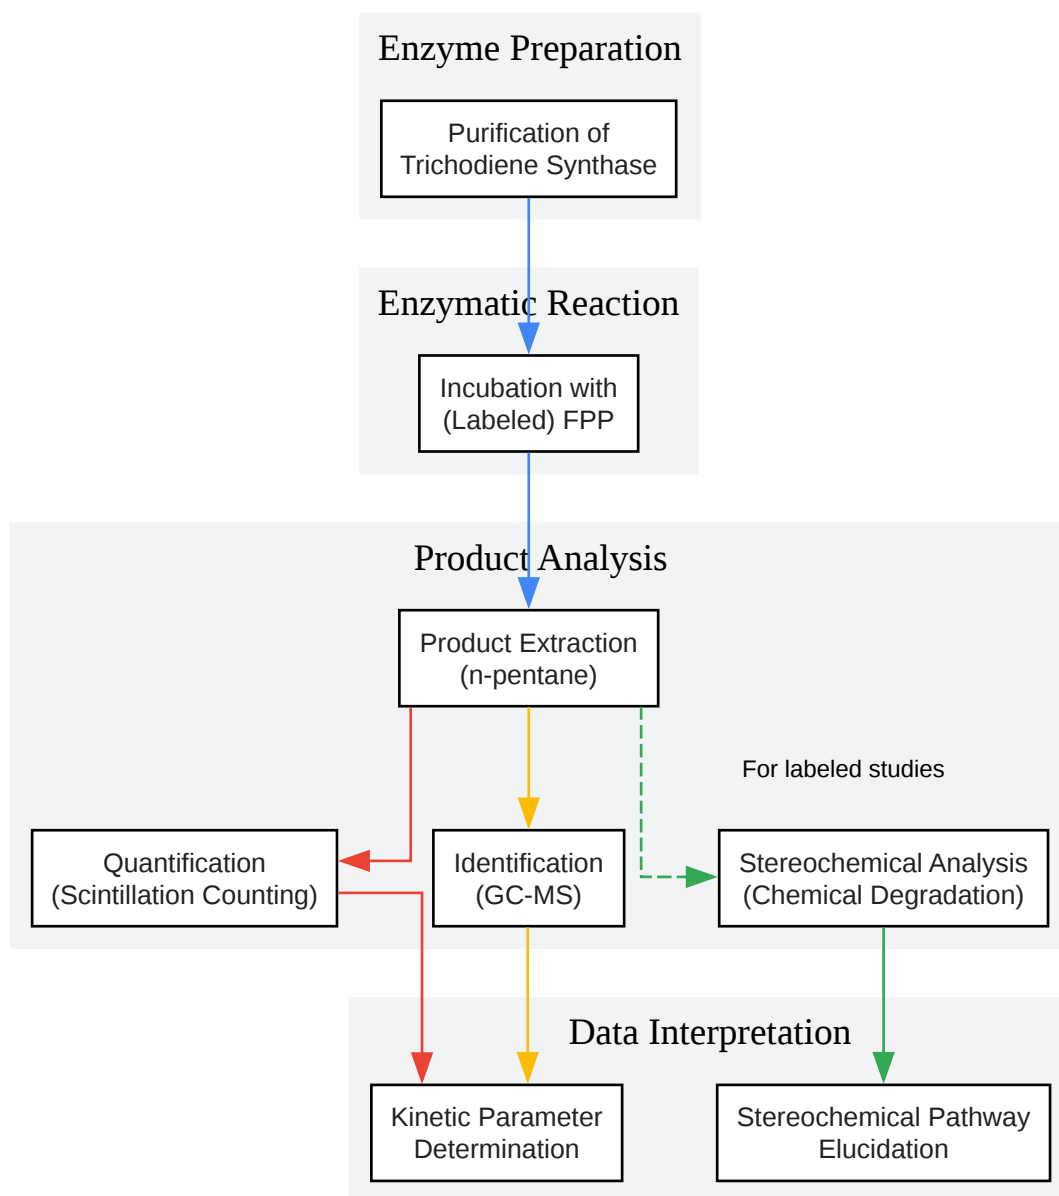 Enzyme Preparation
Purification of
Trichodiene Synthase
Enzymatic Reaction
Incubation with
(Labeled) FPP
Product Analysis
Product Extraction
(n-pentane)
For labeled studies
Quantification
(Scintillation Counting)
Identification
(GC-MS)
Stereochemical Analysis
(Chemical Degradation)
Data Interpretation
Kinetic Parameter
Determination
Stereochemical Pathway
Elucidation